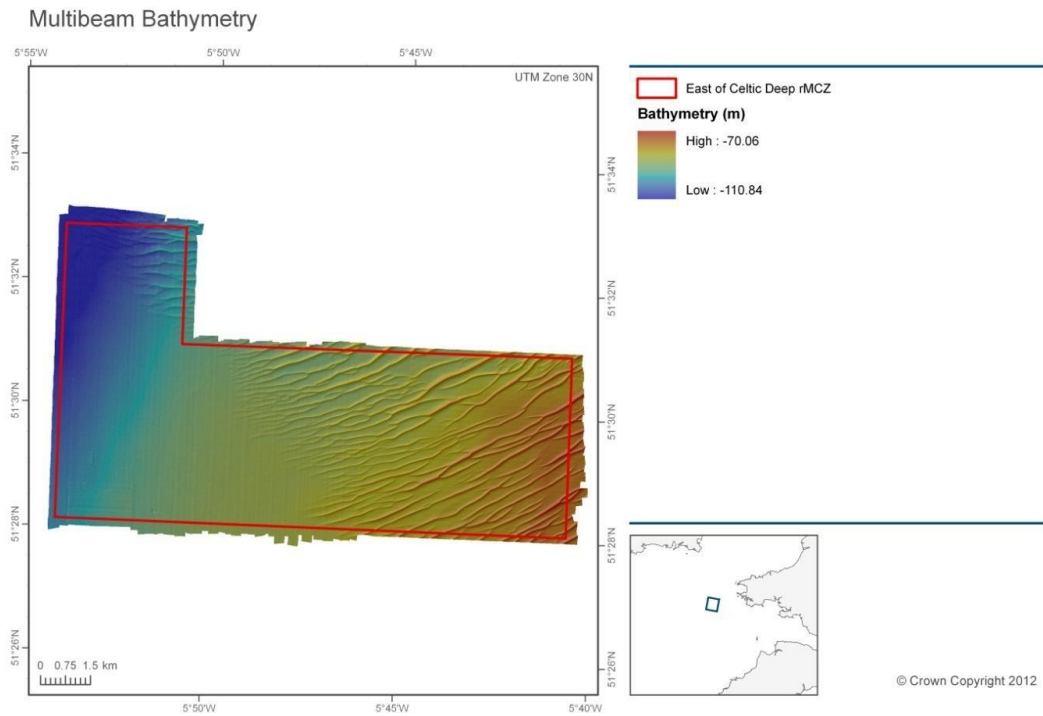 Multibeam Bathymetry
5°55'W
5°50'W
5°45'W
UTM Zone 30N
51°34'N
51°32'N
51°30'N
51°28'N
51°26'N
51°34'N
51°32'N
51°30'N
51°28'N
51°26'N
0 0.75 1.5 km
5°50'W
5°45'W
5°40'W
East of Celtic Deep rMCZ
Bathymetry (m)
High : -70.06
Low : -110.84
© Crown Copyright 2012